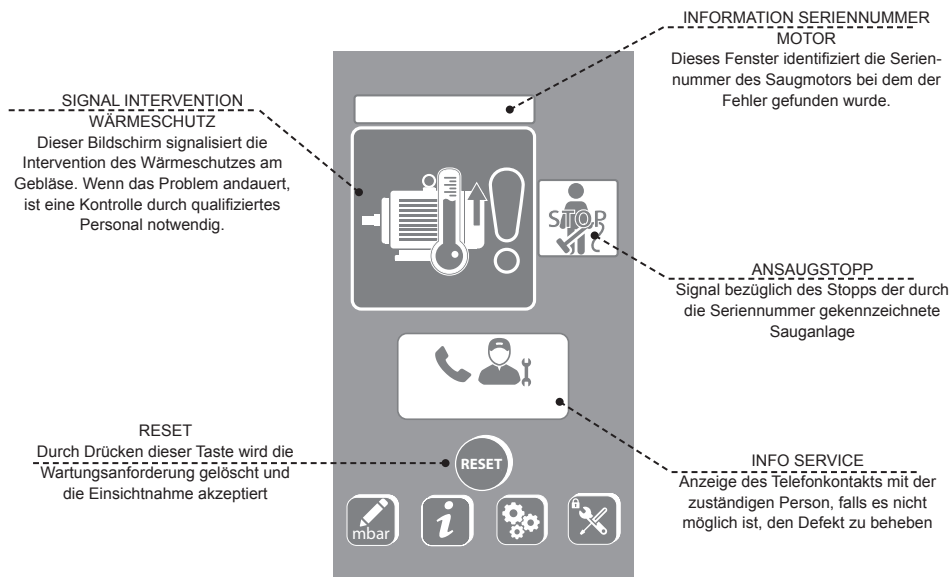 INFORMATION SERIENNUMMER
MOTOR
Dieses Fenster identifiziert die Serien-
nummer des Saugmotors bei dem der
Fehler gefunden wurde.
SIGNAL INTERVENTION
WÄRMESCHUTZ
Dieser Bildschirm signalisiert die
Intervention des Wärmeschutzes am
Gebläse. Wenn das Problem andauert,
ist eine Kontrolle durch qualifiziertes
Personal notwendig.
STOP
ANSAUGSTOPP
Signal bezüglich des Stopps der durch
die Seriennummer gekennzeichnete
Sauganlage
RESET
Durch Drücken dieser Taste wird die
Wartungsanforderung gelöscht und
die Einsichtnahme akzeptiert
RESET
INFO SERVICE
Anzeige des Telefonkontakts mit der
zuständigen Person, falls es nicht
möglich ist, den Defekt zu beheben
mbar
i